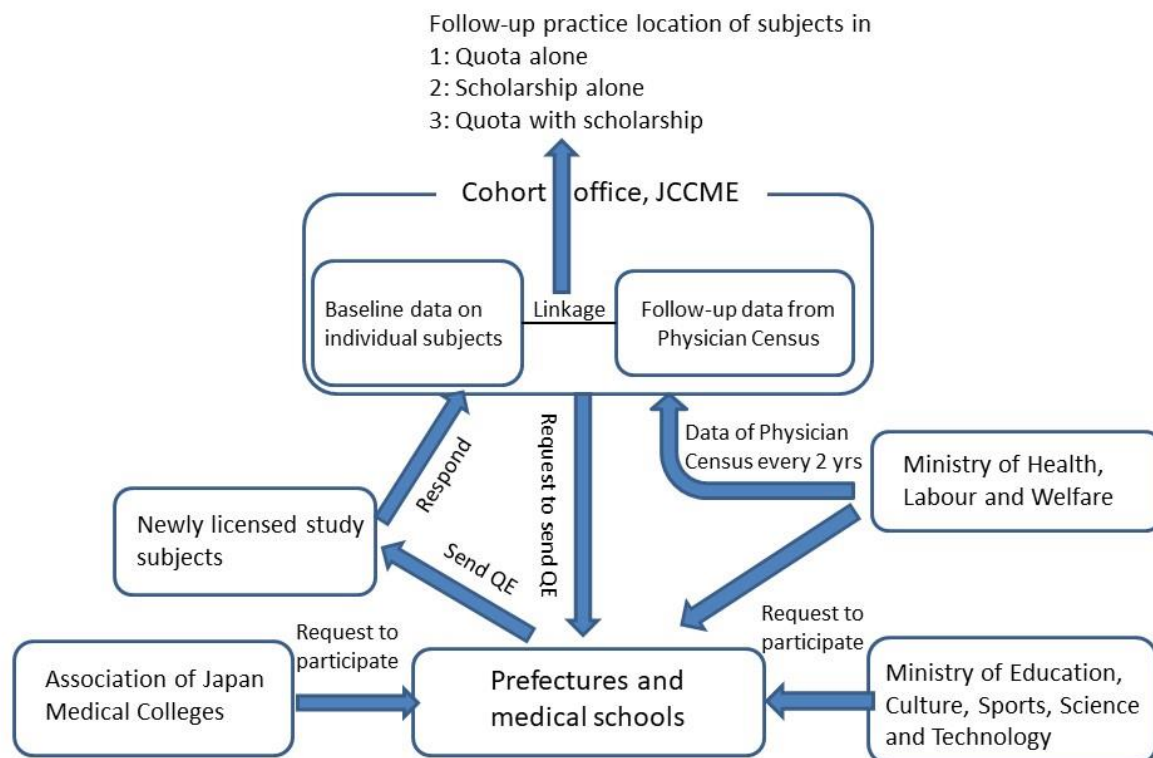 Follow-up practice location of subjects in
1: Quota alone
2: Scholarship alone
3: Quota with scholarship
Cohort office, JCCME
Baseline data on
individual subjects
Linkage
Follow-up data from
Physician Census
Respond
Request to send QE
Data of Physician
Census every 2 yrs
Ministry of Health,
Labour and Welfare
Newly licensed study
subjects
Send QE
Request to
participate
Association of Japan
Medical Colleges
Prefectures and
medical schools
Request to
participate
Ministry of Education,
Culture, Sports, Science
and Technology